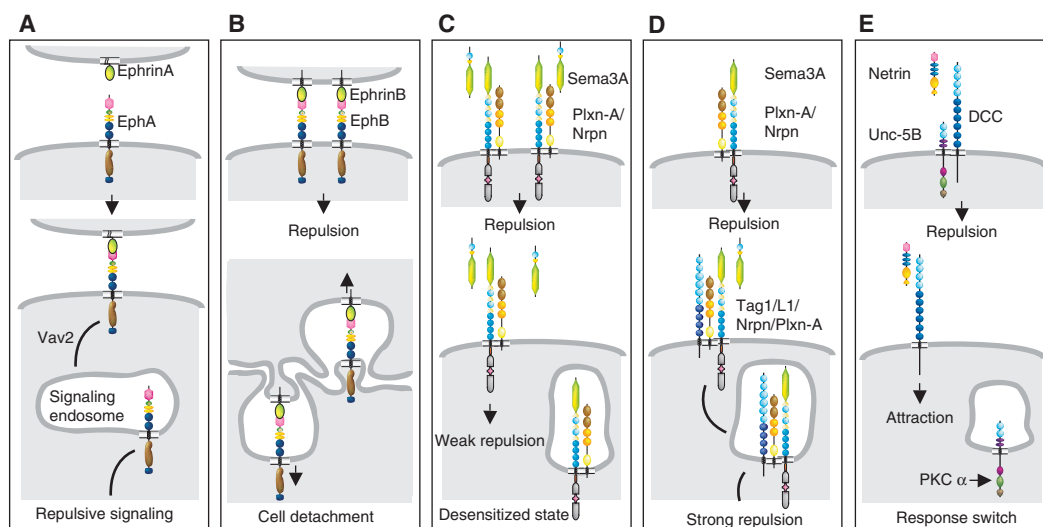 A
EphrinA
EphA
Vav2
Signaling
endosome
Repulsive signaling
B
EphrinB
EphB
Repulsion
Cell detachment
C
Sema3A
Plxn-A/
Nrpn
Repulsion
Weak repulsion
Desensitized state
D
Sema3A
Plxn-A/
Nrpn
Repulsion
Tag1/L1/
Nrpn/Plxn-A
Strong repulsion
E
Netrin
DCC
Unc-5B
Repulsion
Attraction
PKC α
Response switch